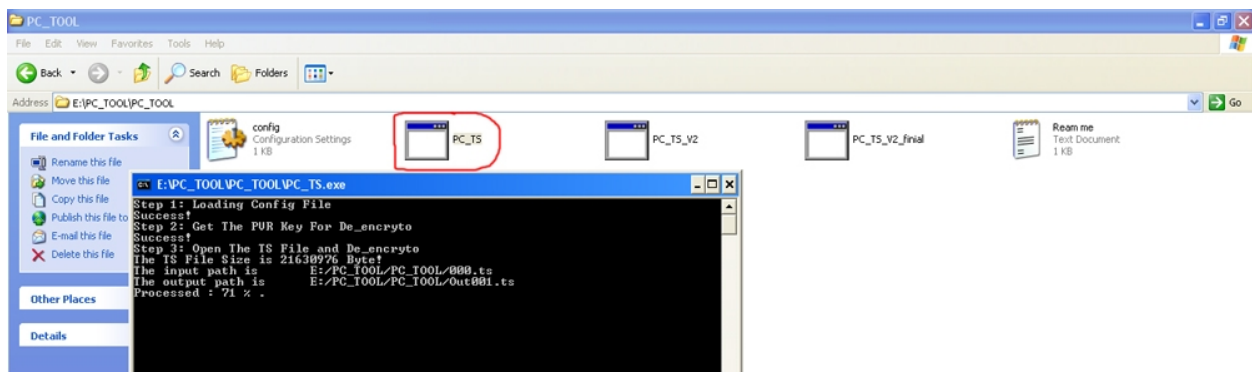 PC_TOOL
File Edit View Favorites Tools Help
Back Search Folders
Address E:\PC_TOOL\PC_TOOL Go
File and Folder Tasks
Rename this file
Move this file
Copy this file
Publish this file to
E-mail this file
Delete this file
Other Places
Details
config
Configuration Settings
1 KB
PC_TS
PC_TS_V2
PC_TS_V2_finial
Ream me
Text Document
1 KB
E:\PC_TOOL\PC_TOOL\PC_TS.exe
Step 1: Loading Config File
Success!
Step 2: Get The PVR Key For De_encryto
Success!
Step 3: Open The TS File and De_encryto
The TS File Size is 21630976 Byte!
The input path is E:/PC_TOOL/PC_TOOL/000.ts
The output path is E:/PC_TOOL/PC_TOOL/Out001.ts
Processed : 71 % .